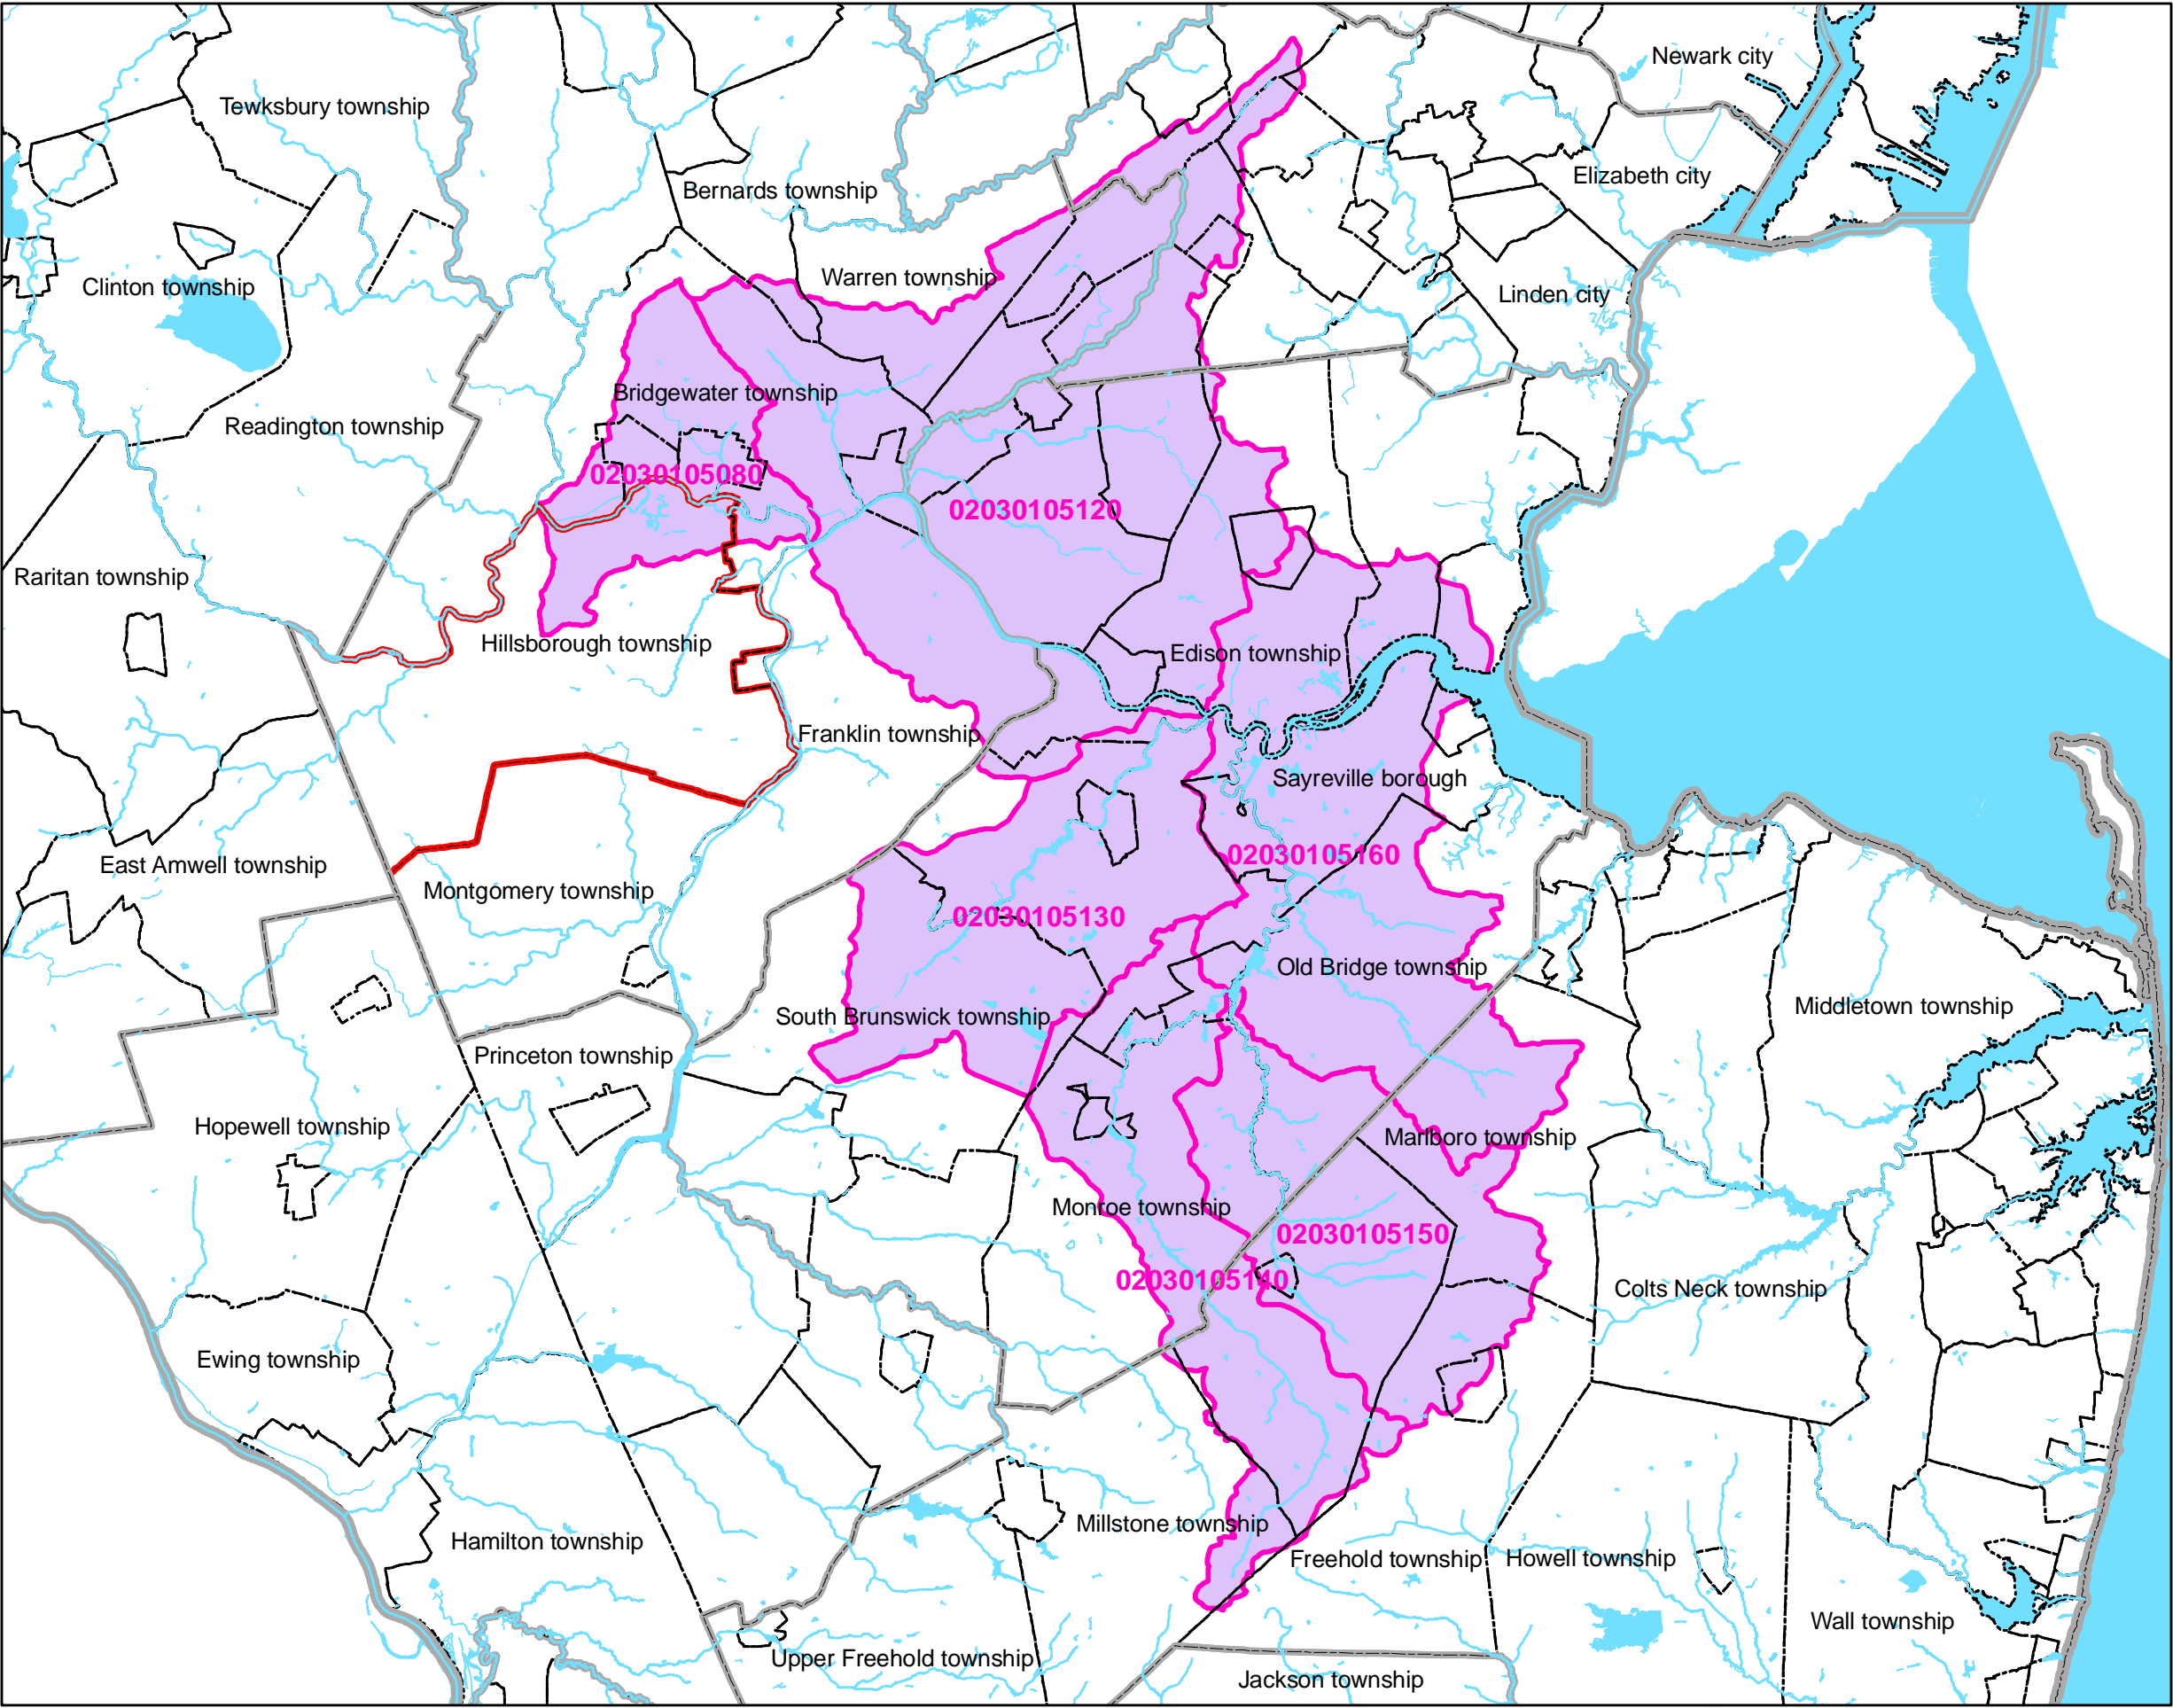 Newark city
Tewksbury township
Elizabeth city
Bernards township
Warren township
Clinton township
Linden city
Bridgewater township
Readington township
02030105080
02030105120
Raritan township
Hillsborough township
Edison township
Franklin township
Sayreville borough
02030105160
East Amwell township
Montgomery township
02030105130
Old Bridge township
Middletown township
South Brunswick township
Princeton township
Hopewell township
Marlboro township
Monroe township
02030105150
02030105140
Colts Neck township
Ewing township
Millstone township
Hamilton township
Freehold township
Howell township
Wall township
Upper Freehold township
Jackson township